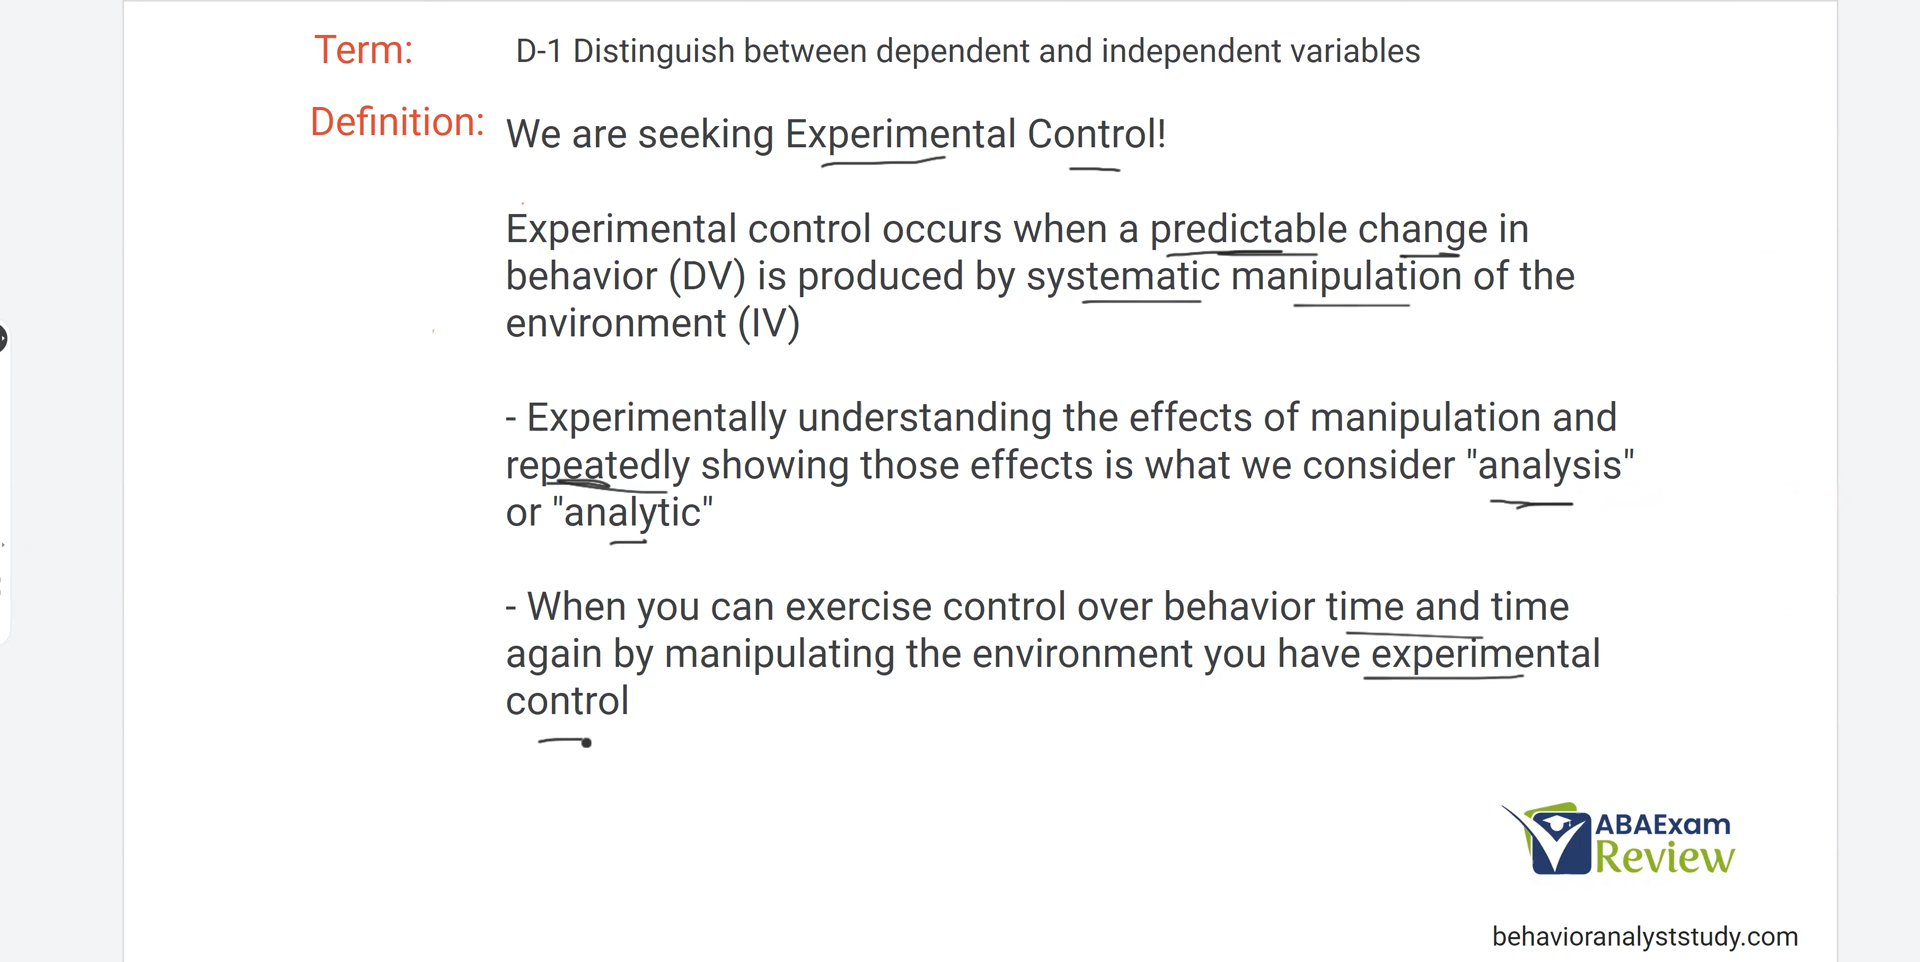 Term: D-1 Distinguish between dependent and independent variables
Definition: We are seeking Experimental Control!
Experimental control occurs when a predictable change in
behavior (DV) is produced by systematic manipulation of the
environment (IV)
- Experimentally understanding the effects of manipulation and
repeatedly showing those effects is what we consider "analysis"
or "analytic"
- When you can exercise control over behavior time and time
again by manipulating the environment you have experimental
control
ABAExam
Review
behavioranalyststudy.com